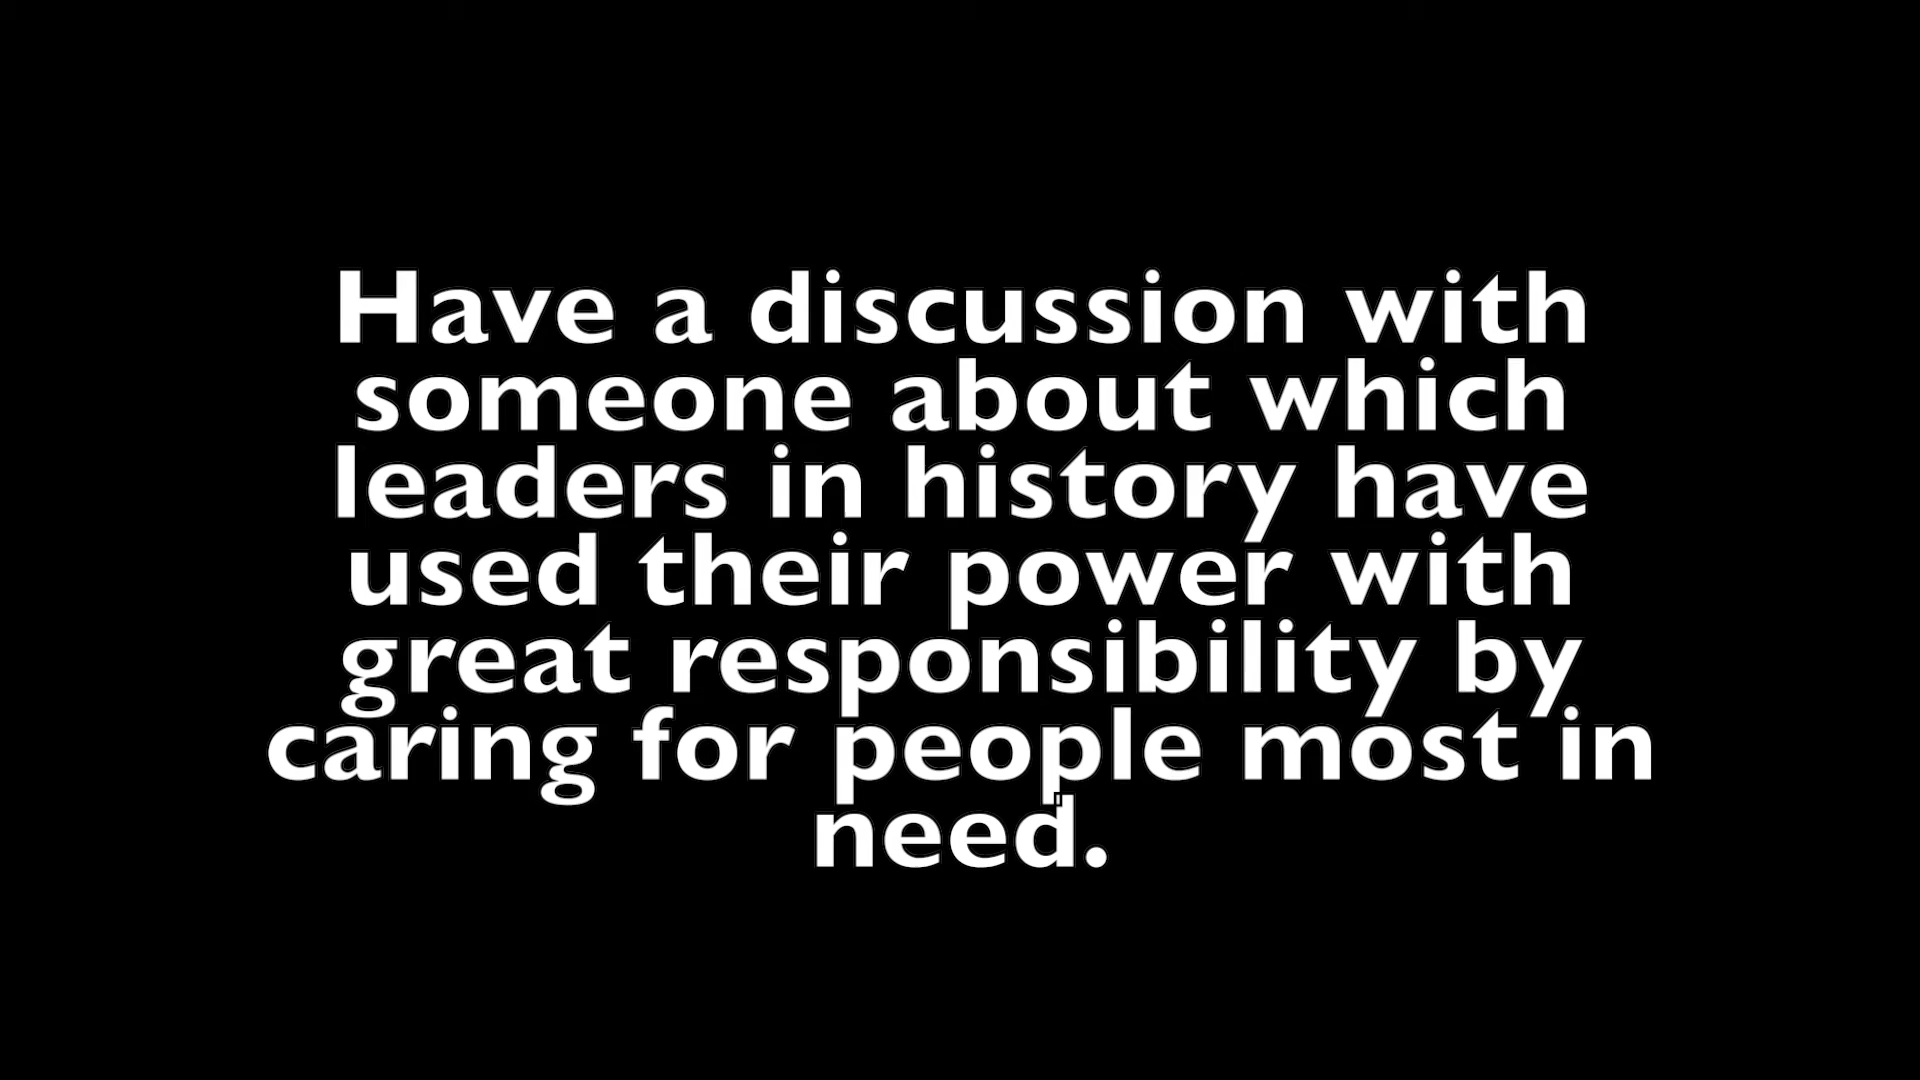 Have a discussion with
someone about which
leaders in history have
used their power with
great responsibility by
caring for people most in
need.